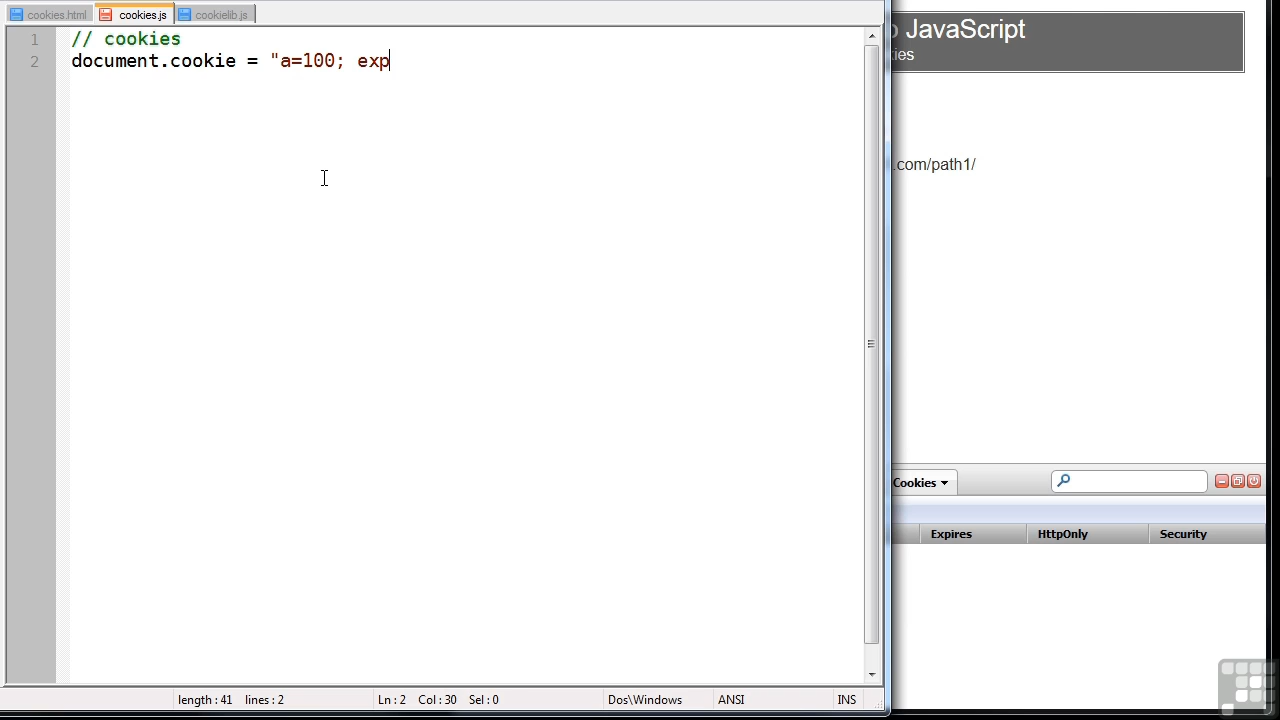 cookies.html cookies.js cookielib.js
1 // cookies
2 document.cookie = "a=100; exp
JavaScript
.com/path1/
Cookies
Expires HttpOnly Security
length : 41 lines : 2 Ln : 2 Col : 30 Sel : 0 Dos\Windows ANSI INS